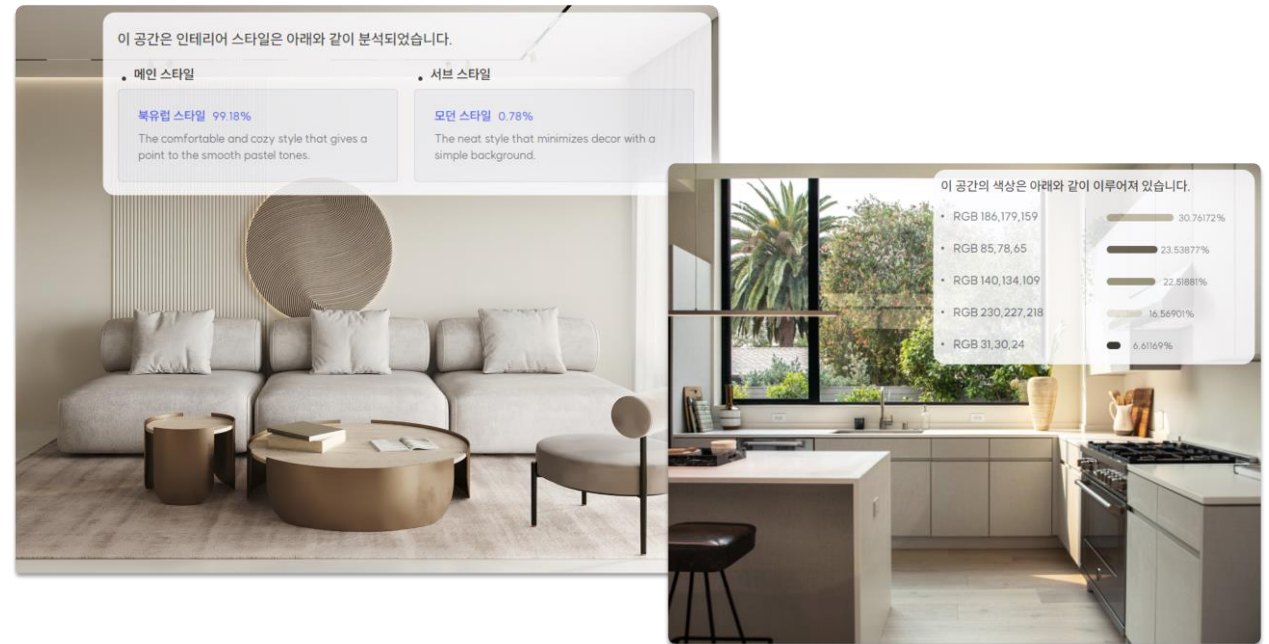 이 공간은 인테리어 스타일은 아래와 같이 분석되었습니다.
• 메인 스타일
북유럽 스타일 99.18%
The comfortable and cozy style that gives a
point to the smooth pastel tones.
• 서브 스타일
모던 스타일 0.78%
The neat style that minimizes decor with a
simple background.
이 공간의 색상은 아래와 같이 이루어져 있습니다.
• RGB 186,179,159 30.76172%
• RGB 85,78,65 23.53877%
• RGB 140,134,109 22.51881%
• RGB 230,227,218 16.56901%
• RGB 31,30,24 6.61169%